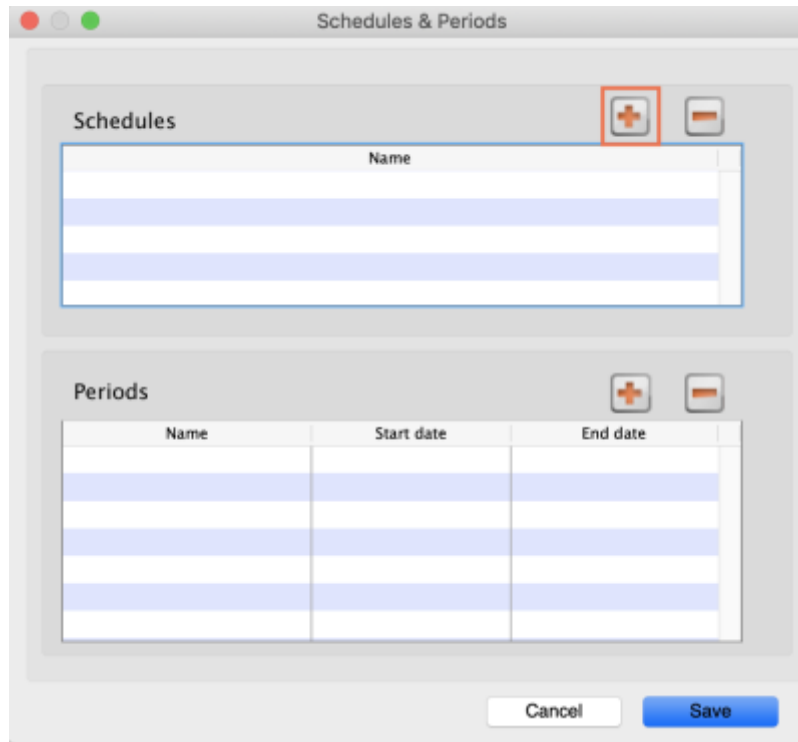 Schedules & Periods
Schedules
Name
Periods
Name Start date End date
Cancel Save